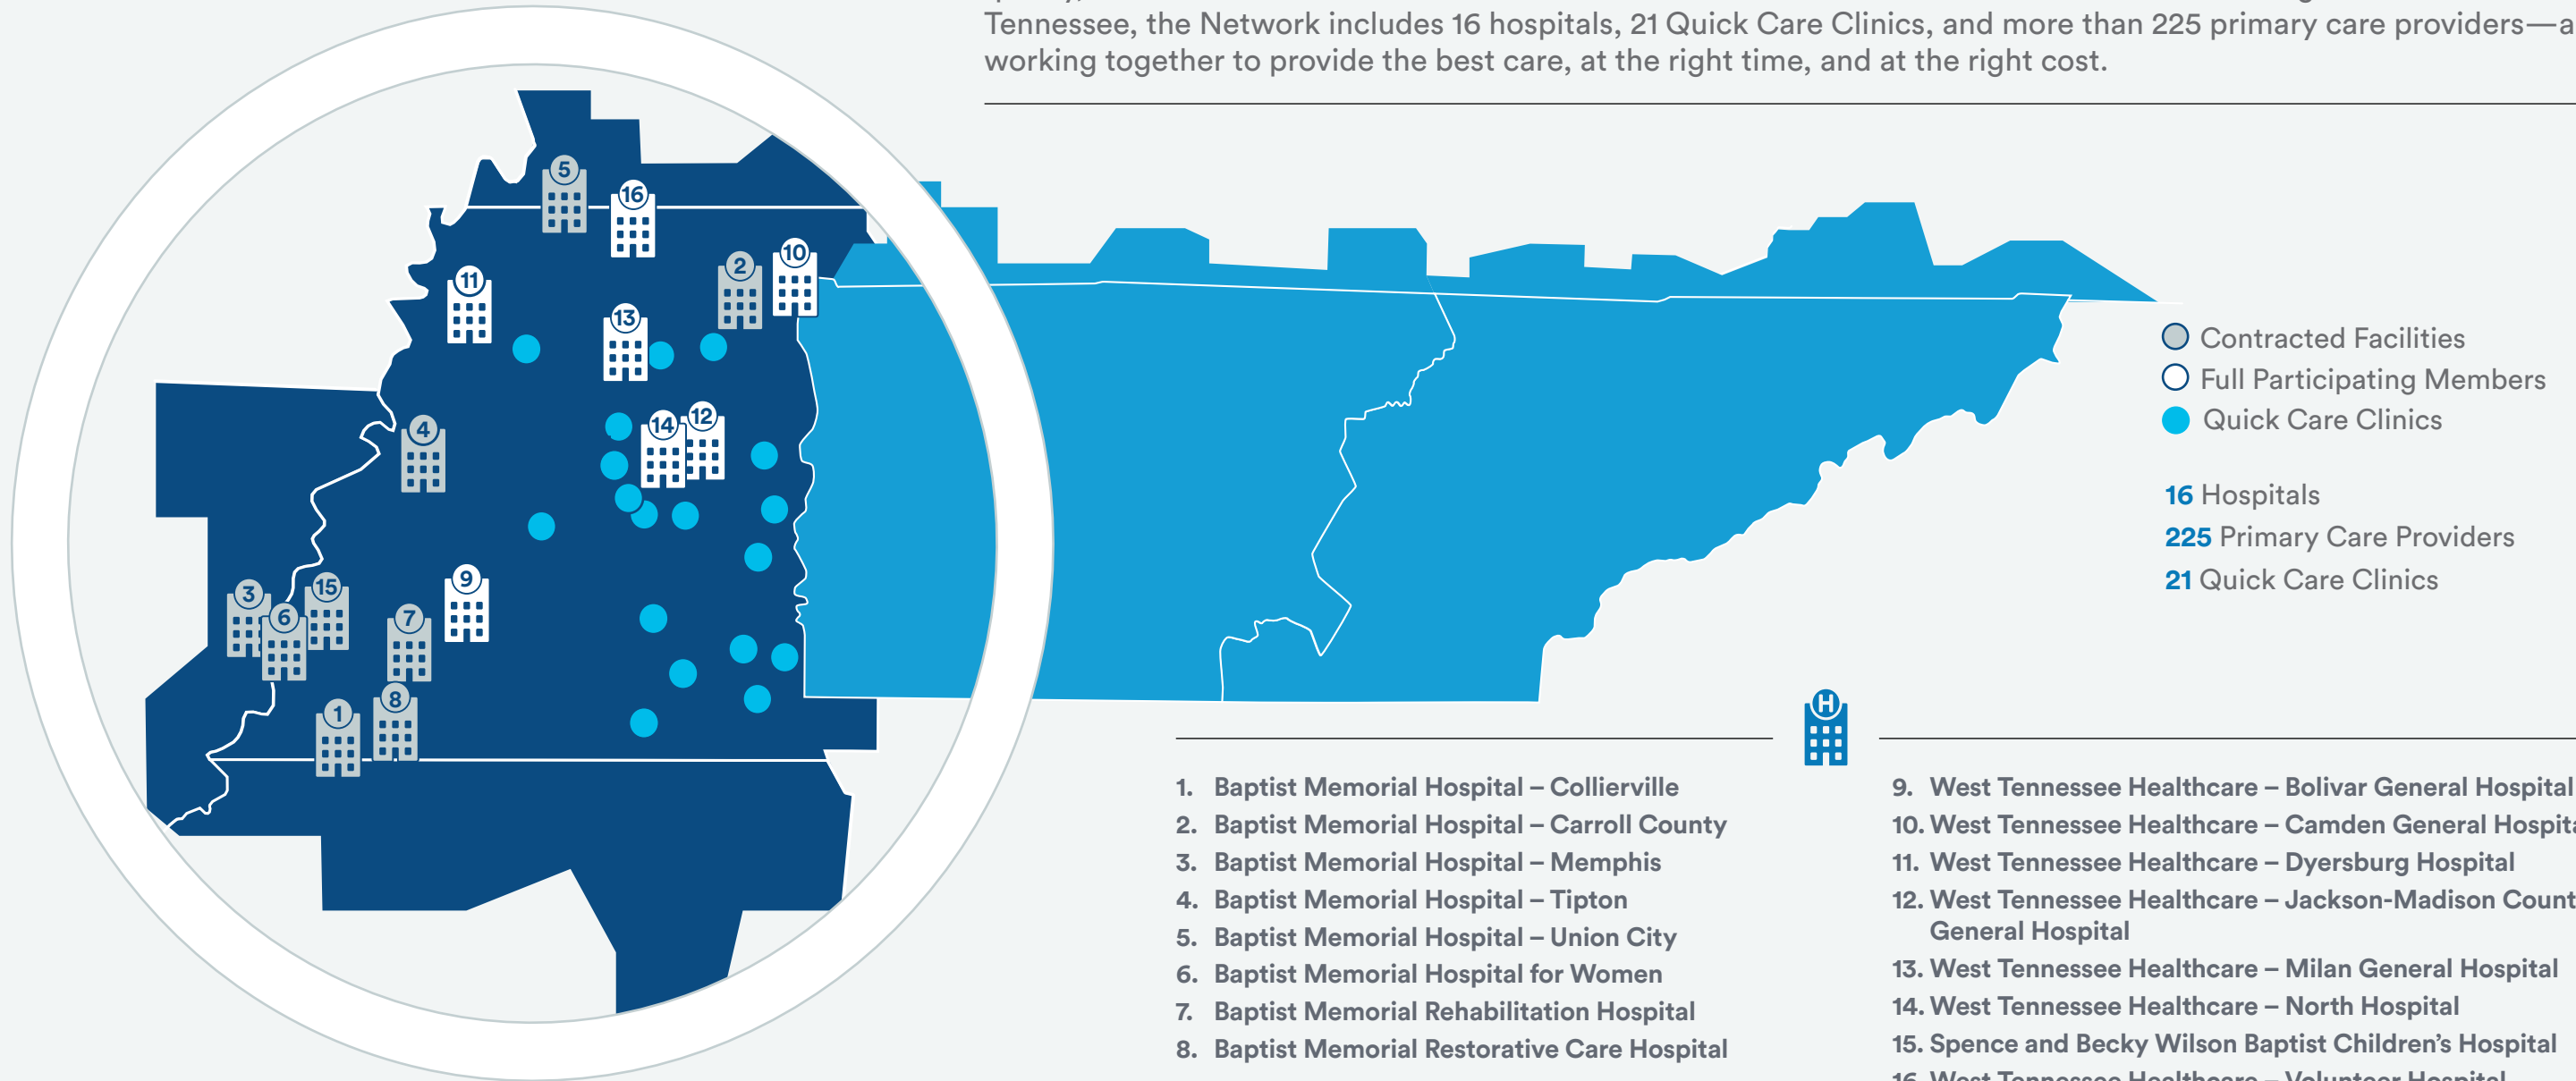 Tennessee, the Network includes 16 hospitals, 21 Quick Care Clinics, and more than 225 primary care providers—a
working together to provide the best care, at the right time, and at the right cost.
5
16
10
2
11
13
12
14
4
9
15
3
6
7
8
1
Contracted Facilities
Full Participating Members
Quick Care Clinics
16 Hospitals
225 Primary Care Providers
21 Quick Care Clinics
H
1. Baptist Memorial Hospital – Collierville
2. Baptist Memorial Hospital – Carroll County
3. Baptist Memorial Hospital – Memphis
4. Baptist Memorial Hospital – Tipton
5. Baptist Memorial Hospital – Union City
6. Baptist Memorial Hospital for Women
7. Baptist Memorial Rehabilitation Hospital
8. Baptist Memorial Restorative Care Hospital
9. West Tennessee Healthcare – Bolivar General Hospital
10. West Tennessee Healthcare – Camden General Hospita
11. West Tennessee Healthcare – Dyersburg Hospital
12. West Tennessee Healthcare – Jackson-Madison Count
General Hospital
13. West Tennessee Healthcare – Milan General Hospital
14. West Tennessee Healthcare – North Hospital
15. Spence and Becky Wilson Baptist Children's Hospital
16. West Tennessee Healthcare – Volunteer Hospital